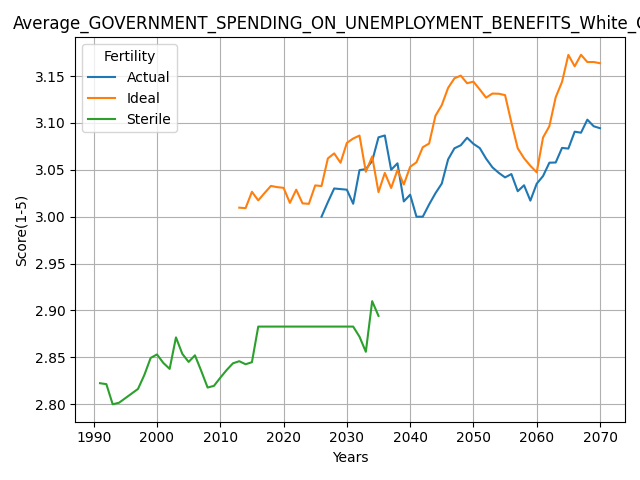 Average_GOVERNMENT_SPENDING_ON_UNEMPLOYMENT_BENEFITS_White_
Fertility
Actual
Ideal
Sterile
Score(1-5)
3.15
3.10
3.05
3.00
2.95
2.90
2.85
2.80
1990 2000 2010 2020 2030 2040 2050 2060 2070
Years